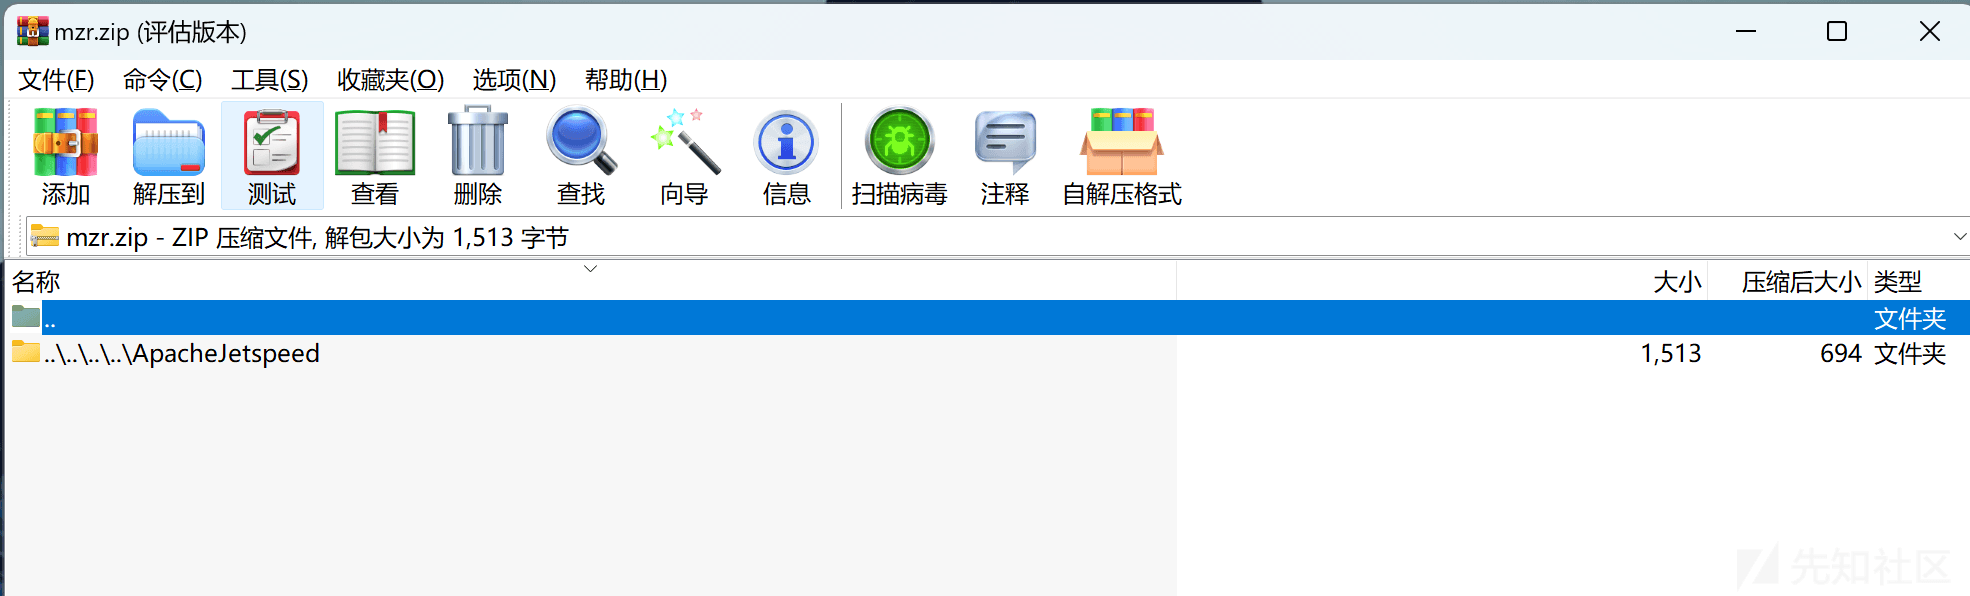 mzr.zip (评估版本)
文件(F) 命令(C) 工具(S) 收藏夹(O) 选项(N) 帮助(H)
添加 解压到 测试 查看 删除 查找 向导 信息 扫描病毒 注释 自解压格式
mzr.zip - ZIP 压缩文件, 解包大小为 1,513 字节
名称 大小 压缩后大小 类型
.. 文件夹
..\..\..\..\ApacheJetspeed 1,513 694 文件夹
先知社区